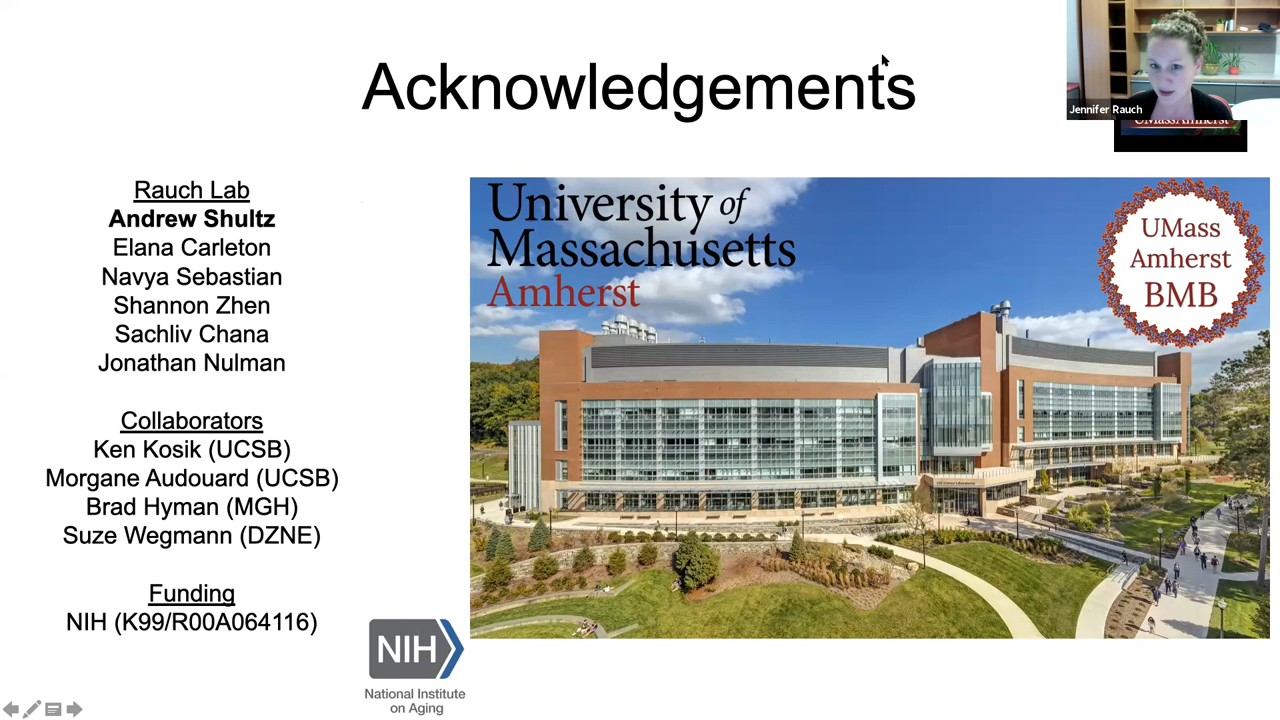 Acknowledgements
Jennifer Rauch
UMassAmherst
Rauch Lab
Andrew Shultz
Elana Carleton
Navya Sebastian
Shannon Zhen
Sachliv Chana
Jonathan Nulman
Collaborators
Ken Kosik (UCSB)
Morgane Audouard (UCSB)
Brad Hyman (MGH)
Suze Wegmann (DZNE)
Funding
NIH (K99/R00A064116)
NIH
National Institute
on Aging
University of
Massachusetts
Amherst
UMass
Amherst
BMB